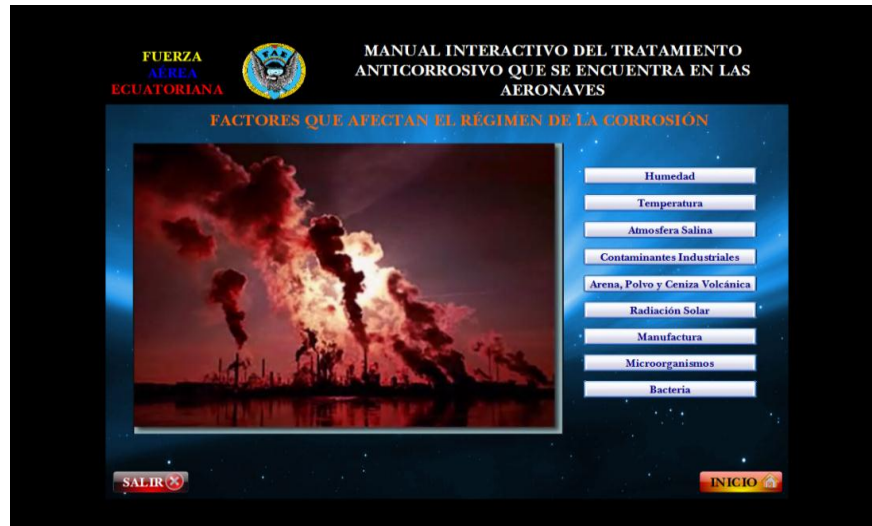 FUERZA
AÉREA
ECUATORIANA
MANUAL INTERACTIVO DEL TRATAMIENTO
ANTICORROSIVO QUE SE ENCUENTRA EN LAS
AERONAVES
FACTORES QUE AFECTAN EL RÉGIMEN DE LA CORROSIÓN
Humedad
Temperatura
Atmosfera Salina
Contaminantes Industriales
Arena, Polvo y Ceniza Volcánica
Radiación Solar
Manufactura
Microorganismos
Bacteria
SALIR
INICIO